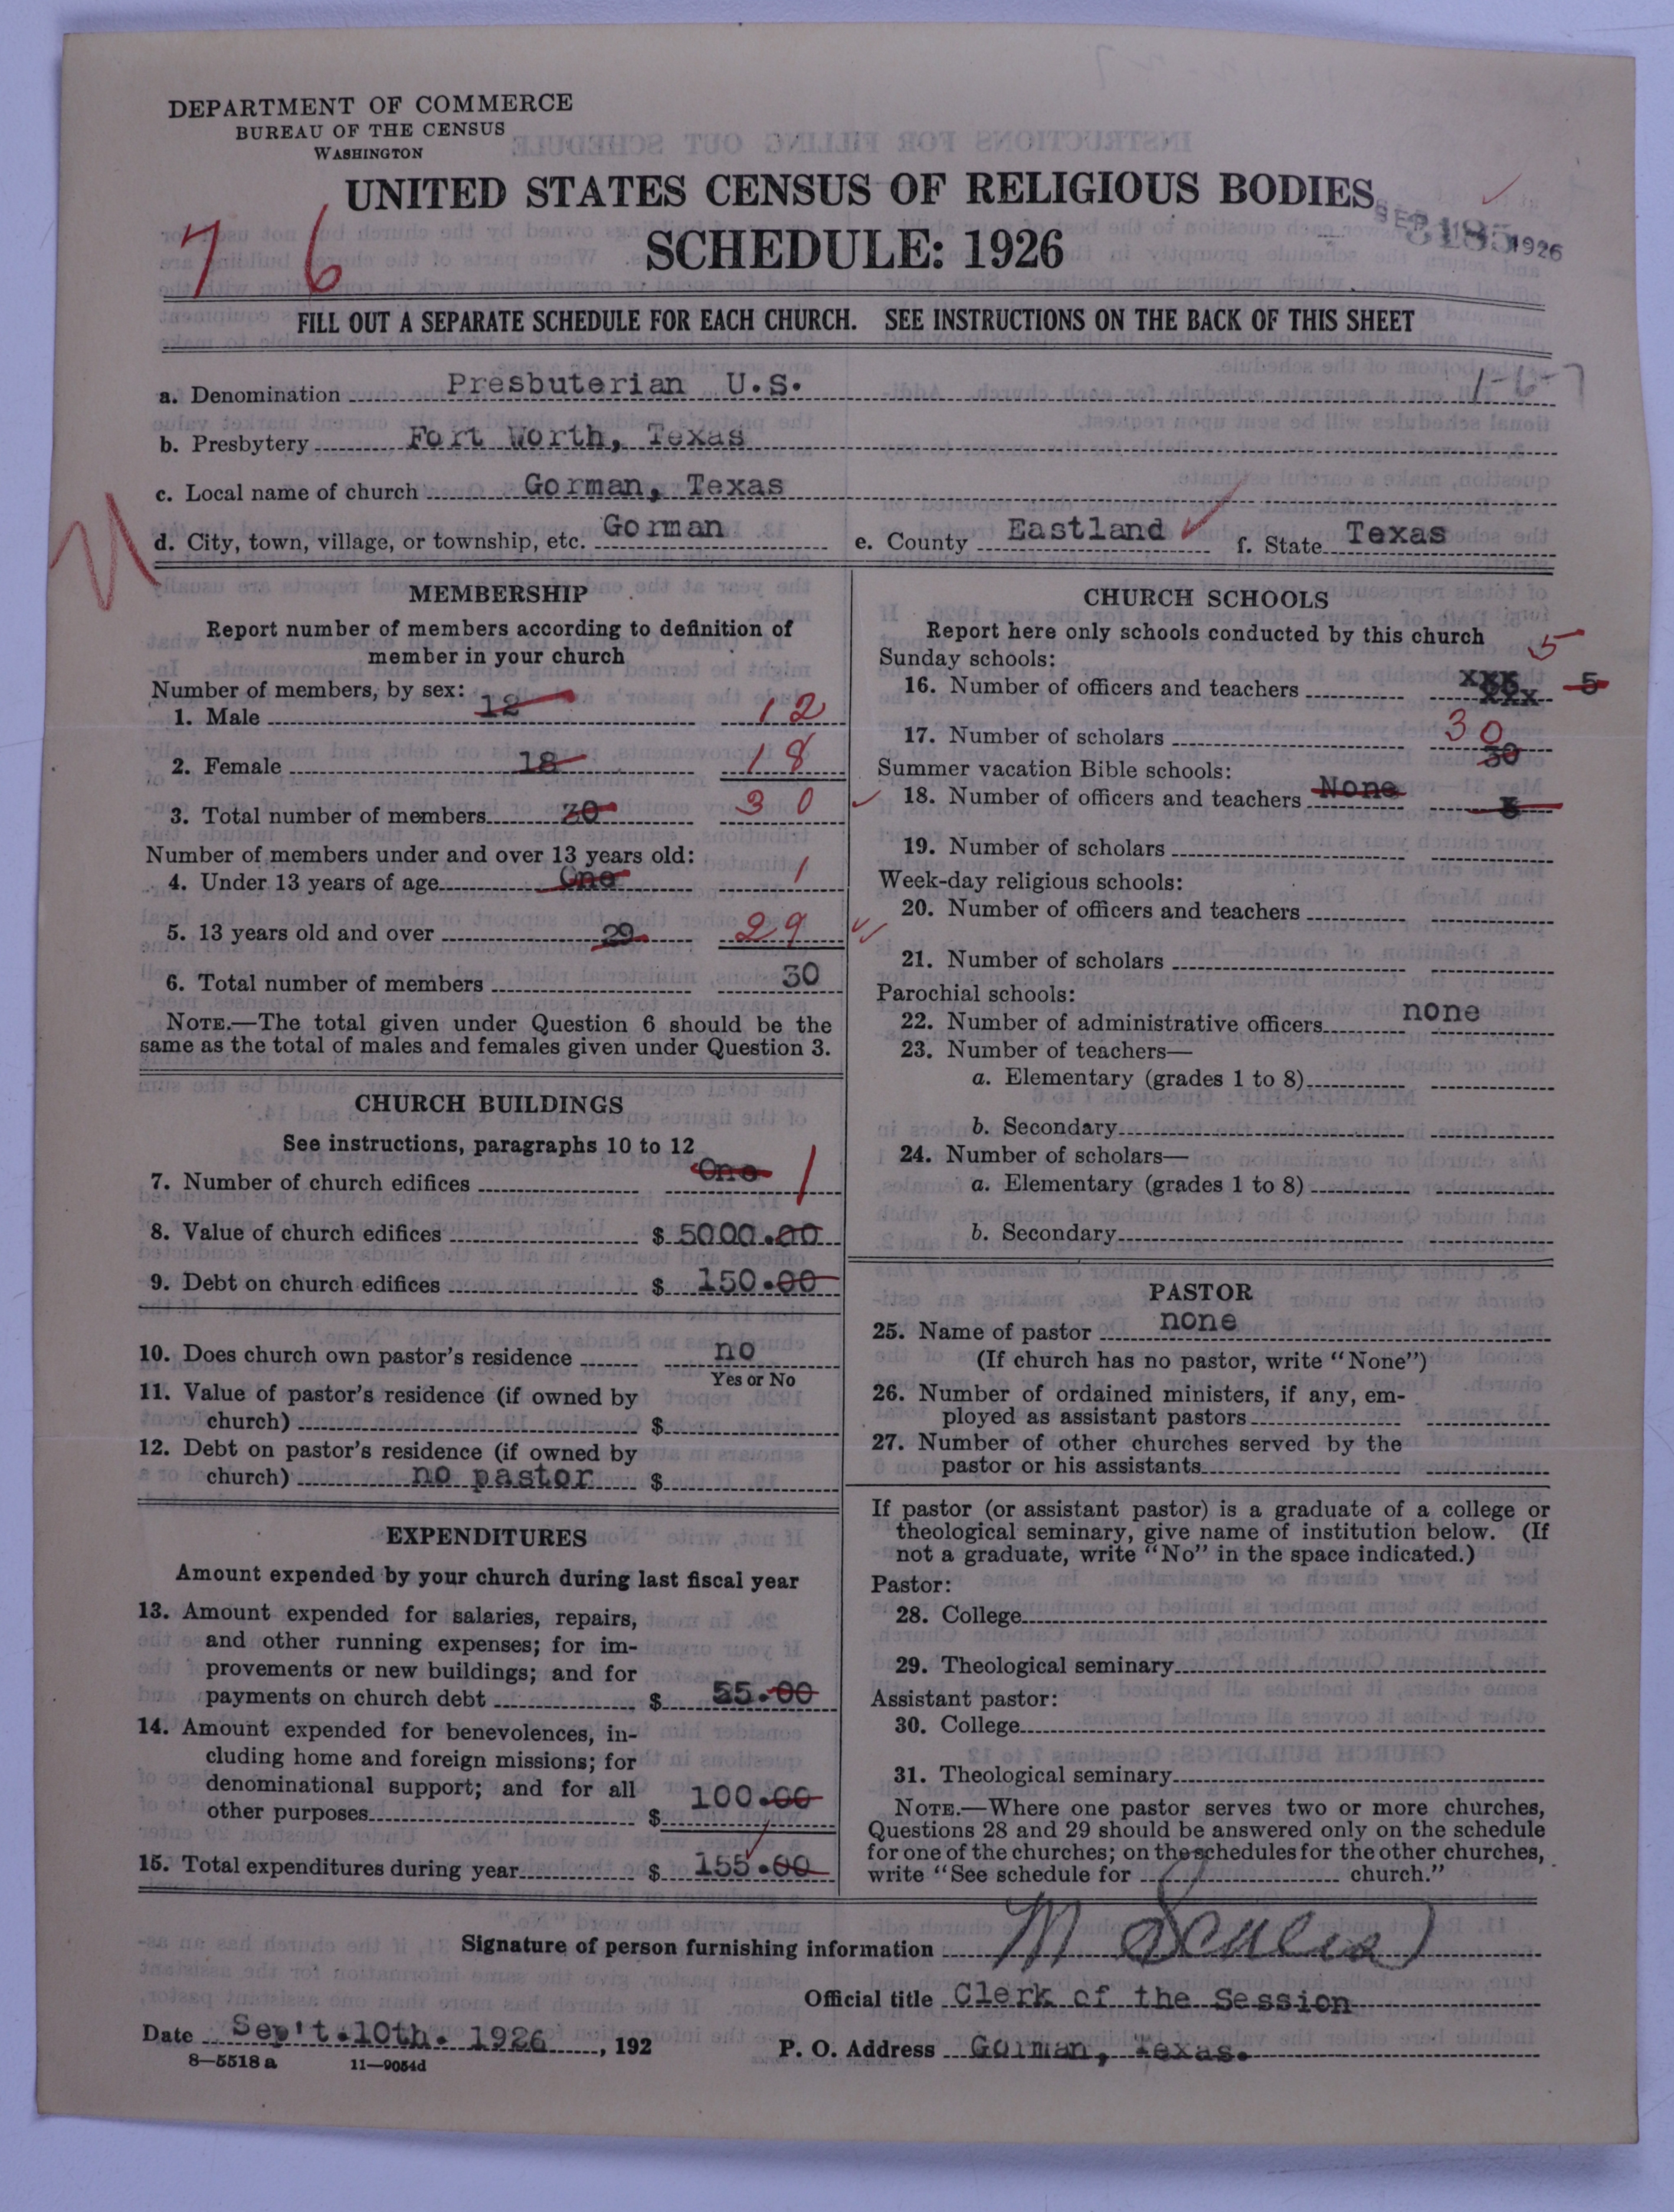 DEPARTMENT OF COMMERCE
BUREAU OF THE CENSUS
WASHINGTON
UNITED STATES CENSUS OF RELIGIOUS BODIES
SCHEDULE: 1926
7 6
1926
FILL OUT A SEPARATE SCHEDULE FOR EACH CHURCH. SEE INSTRUCTIONS ON THE BACK OF THIS SHEET
a. Denomination Presbuterian U.S. 1-6-7
b. Presbytery Fort Worth, Texas
c. Local name of church Gorman, Texas
d. City, town, village, or township, etc. Gorman e. County Eastland f. State Texas
MEMBERSHIP
Report number of members according to definition of
member in your church
Number of members, by sex:
1. Male 12 12
2. Female 18 18
3. Total number of members 30 30
Number of members under and over 13 years old:
4. Under 13 years of age One 1
5. 13 years old and over 29 29
6. Total number of members 30
NOTE.—The total given under Question 6 should be the
same as the total of males and females given under Question 3.
CHURCH BUILDINGS
See instructions, paragraphs 10 to 12
7. Number of church edifices One 1
8. Value of church edifices $ 5000.00
9. Debt on church edifices $ 150.00
10. Does church own pastor's residence no
Yes or No
11. Value of pastor's residence (if owned by
church) $
12. Debt on pastor's residence (if owned by
church) no pastor $
EXPENDITURES
Amount expended by your church during last fiscal year
13. Amount expended for salaries, repairs,
and other running expenses; for im-
provements or new buildings; and for
payments on church debt $ 55.00
14. Amount expended for benevolences, in-
cluding home and foreign missions; for
denominational support; and for all
other purposes $ 100.00
15. Total expenditures during year $ 155.00
CHURCH SCHOOLS
Report here only schools conducted by this church
Sunday schools: 5
16. Number of officers and teachers xxx 5
17. Number of scholars 30
30
Summer vacation Bible schools:
18. Number of officers and teachers None x
19. Number of scholars
Week-day religious schools:
20. Number of officers and teachers
21. Number of scholars
Parochial schools:
22. Number of administrative officers none
23. Number of teachers—
a. Elementary (grades 1 to 8)
b. Secondary
24. Number of scholars—
a. Elementary (grades 1 to 8)
b. Secondary
PASTOR
25. Name of pastor none
(If church has no pastor, write "None")
26. Number of ordained ministers, if any, em-
ployed as assistant pastors
27. Number of other churches served by the
pastor or his assistants
If pastor (or assistant pastor) is a graduate of a college or
theological seminary, give name of institution below. (If
not a graduate, write "No" in the space indicated.)
Pastor:
28. College
29. Theological seminary
Assistant pastor:
30. College
31. Theological seminary
NOTE.—Where one pastor serves two or more churches,
Questions 28 and 29 should be answered only on the schedule
for one of the churches; on the schedules for the other churches,
write "See schedule for church."
Signature of person furnishing information M
Official title Clerk of the Session
Date Sep't.10th. 1926, 192 P. O. Address Gorman, Texas.
8—5518 a 11—9054d